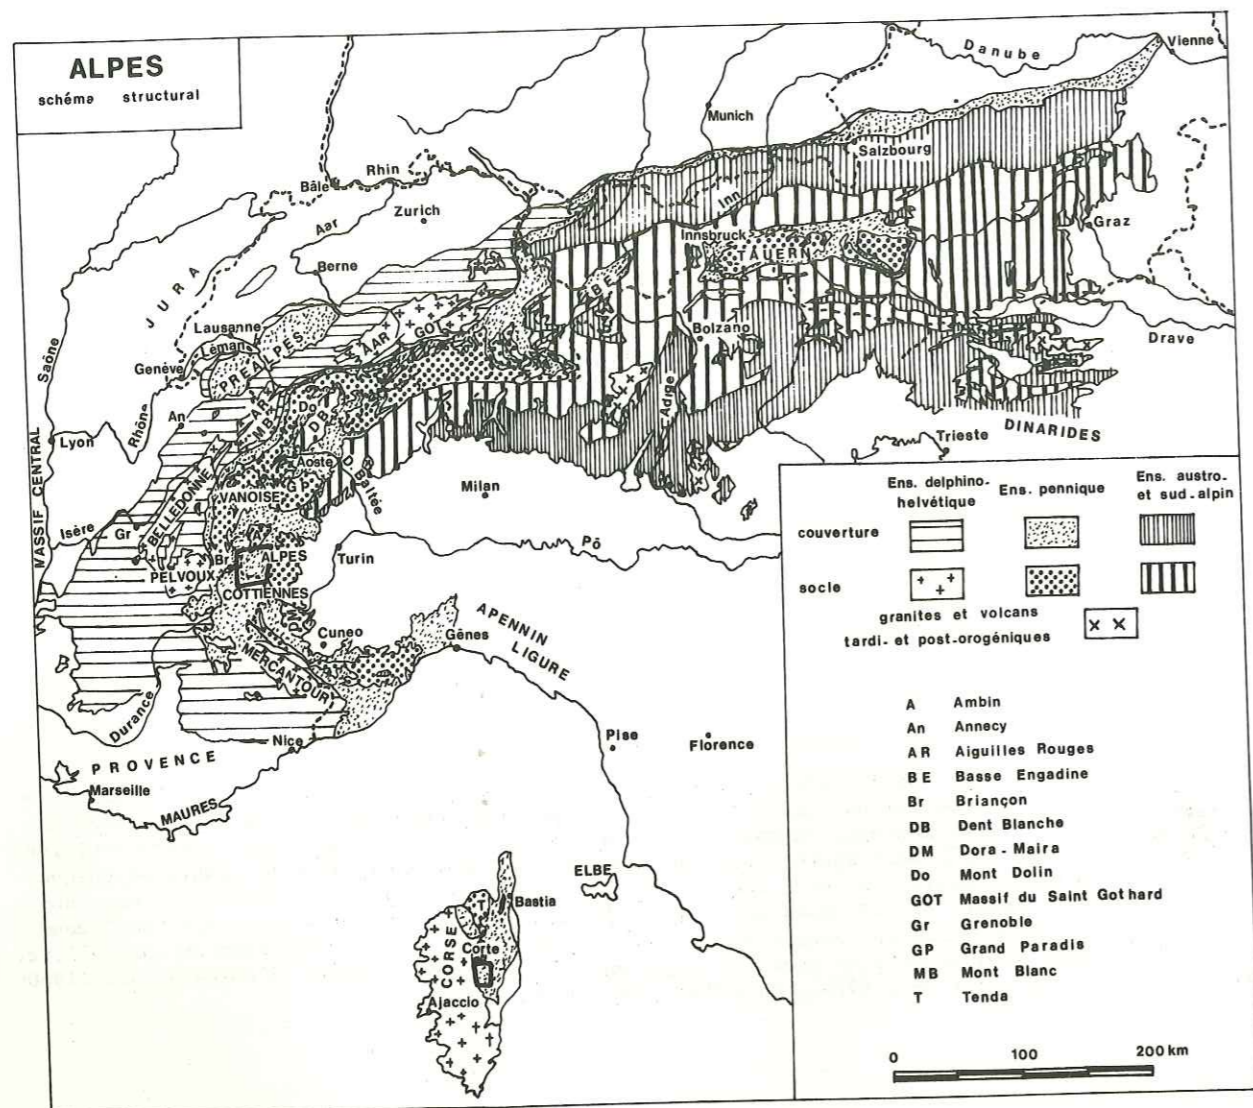 ALPES
schéma structural
Danube
Vienne
Munich
Salzbourg
Rhin
Bâle
Zurich
Inn
Aar
Innsbruck
TAUERN
Graz
Berne
BE
JURA
Lausanne
Léman
PRÉALPES
AAR
GOT
Bolzano
Drave
Genève
Saône
AR
MB
Do
DB
Adige
An
Rhône
Lyon
Trieste
DINARIDES
MASSIF CENTRAL
BELLEDONNE
Aoste
GP
D. Baltée
VANOISE
Milan
Isère
Gr
A
Pô
Br
ALPES
COTTIENNES
Turin
PELVOUX
DM
Cuneo
APENNIN
LIGURE
Gênes
MERCANTOUR
Durance
Nice
Pise
Florence
PROVENCE
Marseille
MAURES
ELBE
T
Bastia
CORSE
Corte
Ajaccio
Ens. delphino-
helvétique
Ens. pennique
Ens. austro-
et sud-alpin
couverture
socle
granites et volcans
tardi- et post-orogéniques
A Ambin
An Annecy
AR Aiguilles Rouges
BE Basse Engadine
Br Briançon
DB Dent Blanche
DM Dora-Maira
Do Mont Dolin
GOT Massif du Saint Gothard
Gr Grenoble
GP Grand Paradis
MB Mont Blanc
T Tenda
0 100 200 km